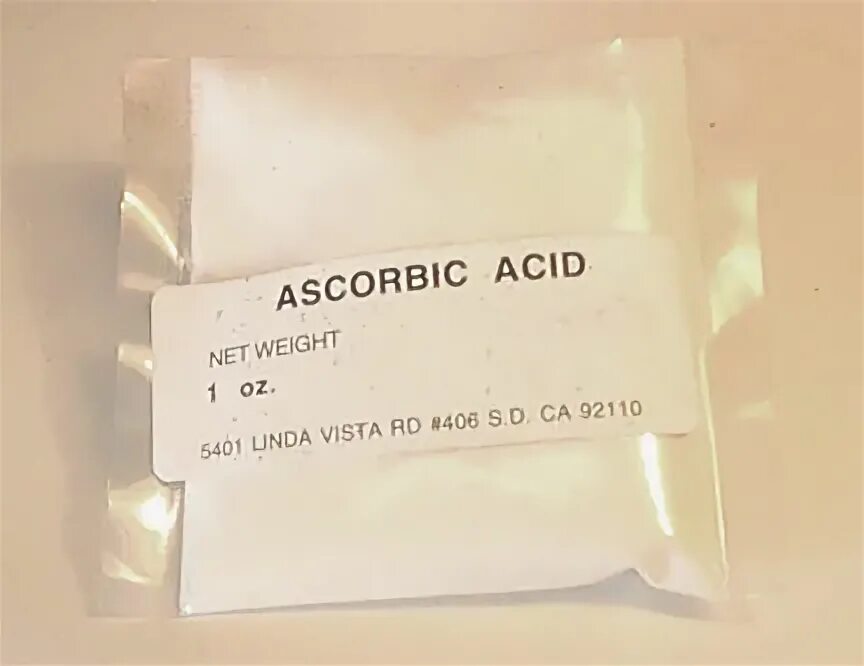 ASCORBIC ACID
NET WEIGHT
1 oz.
5401 LINDA VISTA RD #406 S.D. CA 92110